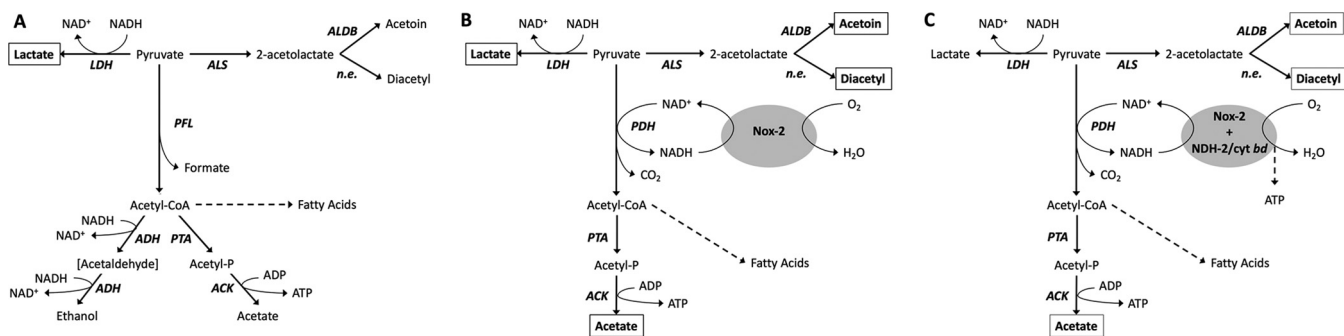 A
NAD⁺ NADH
Lactate
LDH
Pyruvate
ALS
2-acetolactate
ALDB
Acetoin
n.e.
Diacetyl
PFL
Formate
Acetyl-CoA
Fatty Acids
NADH
NAD⁺
ADH
PTA
[Acetaldehyde]
Acetyl-P
NADH
NAD⁺
ADH
ACK
ADP
ATP
Ethanol
Acetate
B
NAD⁺ NADH
Lactate
LDH
Pyruvate
ALS
2-acetolactate
ALDB
Acetoin
n.e.
Diacetyl
NAD⁺
O₂
PDH
Nox-2
NADH
H₂O
CO₂
Acetyl-CoA
PTA
Acetyl-P
Fatty Acids
ACK
ADP
ATP
Acetate
C
NAD⁺ NADH
Lactate
LDH
Pyruvate
ALS
2-acetolactate
ALDB
Acetoin
n.e.
Diacetyl
NAD⁺
O₂
PDH
Nox-2
+
NDH-2/cyt bd
NADH
H₂O
CO₂
ATP
Acetyl-CoA
PTA
Acetyl-P
Fatty Acids
ACK
ADP
ATP
Acetate